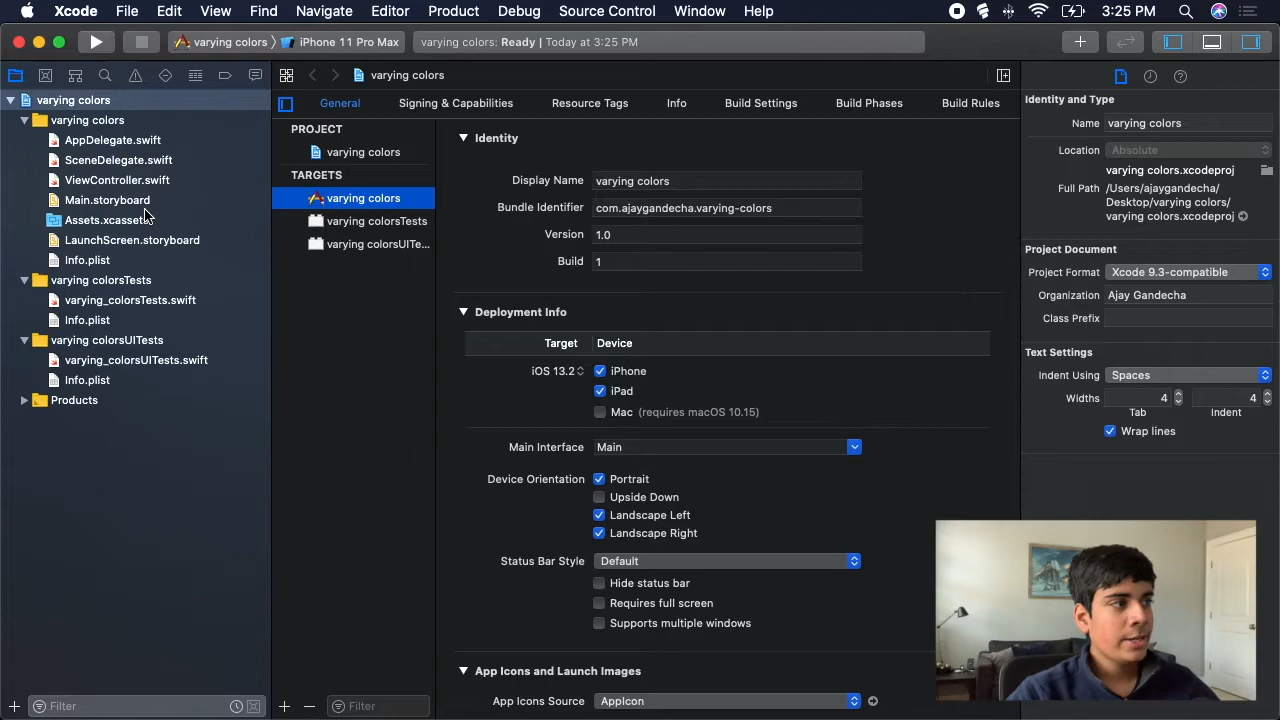 Xcode File Edit View Find Navigate Editor Product Debug Source Control Window Help 3:25 PM
varying colors iPhone 11 Pro Max varying colors: Ready | Today at 3:25 PM
varying colors
General Signing & Capabilities Resource Tags Info Build Settings Build Phases Build Rules
varying colors
varying colors
AppDelegate.swift
SceneDelegate.swift
ViewController.swift
Main.storyboard
Assets.xcassets
LaunchScreen.storyboard
Info.plist
varying colorsTests
varying_colorsTests.swift
Info.plist
varying colorsUITests
varying_colorsUITests.swift
Info.plist
Products
Filter
PROJECT
varying colors
TARGETS
varying colors
varying colorsTests
varying colorsUITe...
Filter
Identity
Display Name varying colors
Bundle Identifier com.ajaygandecha.varying-colors
Version 1.0
Build 1
Deployment Info
Target Device
iOS 13.2 iPhone
iPad
Mac (requires macOS 10.15)
Main Interface Main
Device Orientation Portrait
Upside Down
Landscape Left
Landscape Right
Status Bar Style Default
Hide status bar
Requires full screen
Supports multiple windows
App Icons and Launch Images
App Icons Source AppIcon
Identity and Type
Name varying colors
Location Absolute
varying colors.xcodeproj
Full Path /Users/ajaygandecha/
Desktop/varying colors/
varying colors.xcodeproj
Project Document
Project Format Xcode 9.3-compatible
Organization Ajay Gandecha
Class Prefix
Text Settings
Indent Using Spaces
Widths 4 4
Tab Indent
Wrap lines